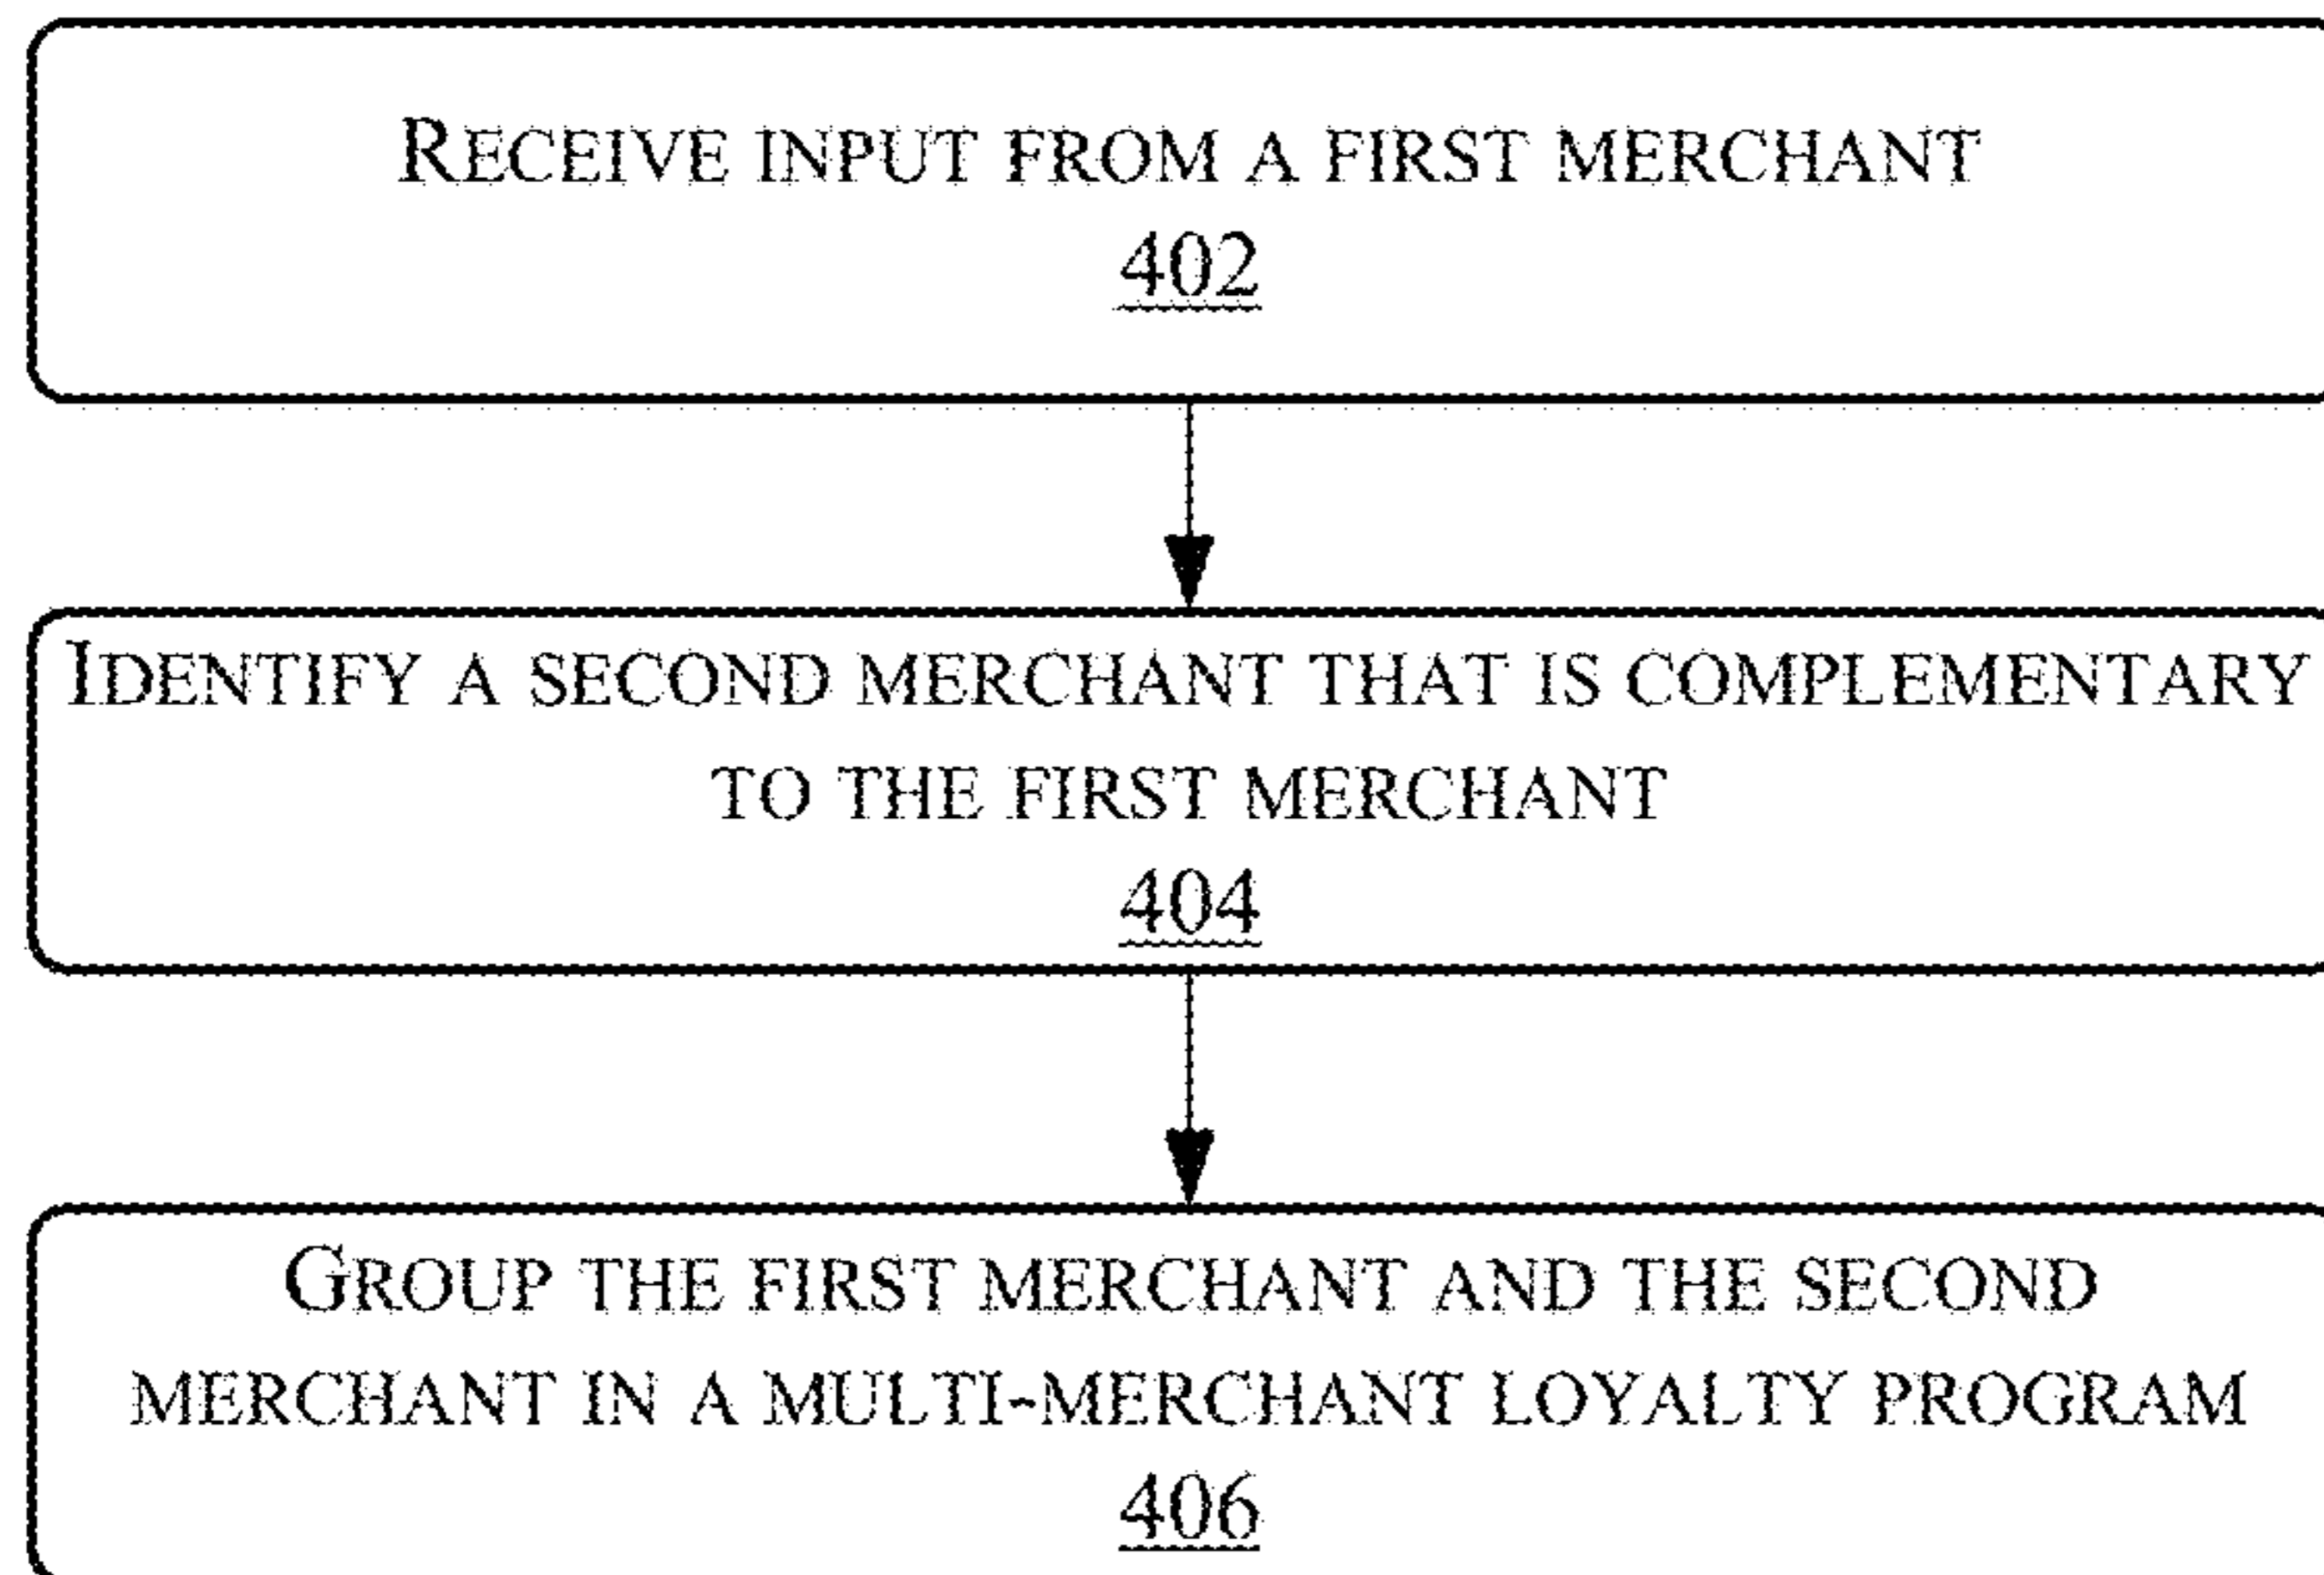 RECEIVE INPUT FROM A FIRST MERCHANT
402
IDENTIFY A SECOND MERCHANT THAT IS COMPLEMENTARY
TO THE FIRST MERCHANT
404
GROUP THE FIRST MERCHANT AND THE SECOND
MERCHANT IN A MULTI-MERCHANT LOYALTY PROGRAM
406